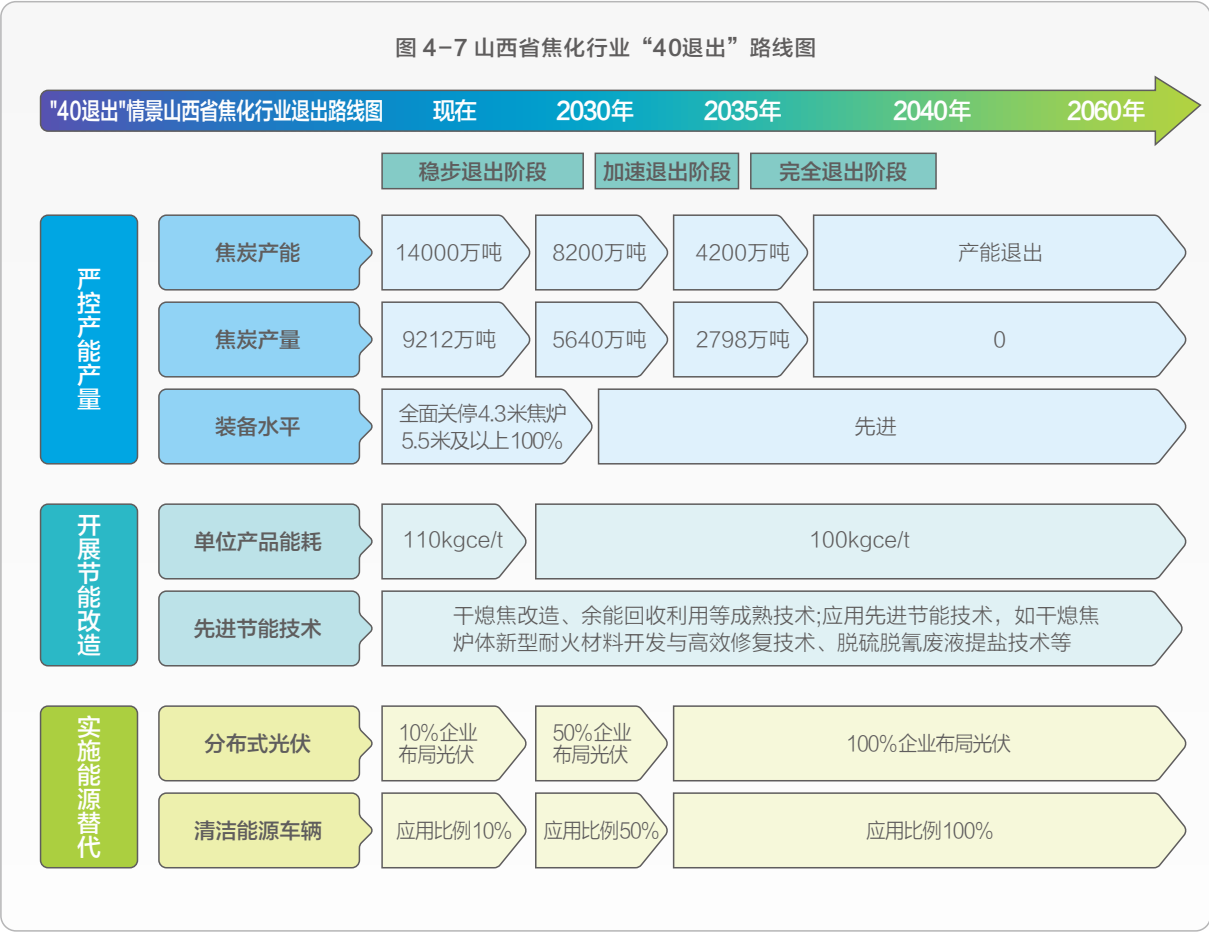 图 4-7 山西省焦化行业“40退出”路线图
"40退出"情景山西省焦化行业退出路线图 现在 2030年 2035年 2040年 2060年
稳步退出阶段 加速退出阶段 完全退出阶段
严控产能产量
焦炭产能 14000万吨 8200万吨 4200万吨 产能退出
焦炭产量 9212万吨 5640万吨 2798万吨 0
装备水平
全面关停4.3米焦炉
5.5米及以上100%
先进
开展节能改造
单位产品能耗 110kgce/t 100kgce/t
先进节能技术
干熄焦改造、余能回收利用等成熟技术;应用先进节能技术，如干熄焦
炉体新型耐火材料开发与高效修复技术、脱硫脱氰废液提盐技术等
实施能源替代
分布式光伏
10%企业
布局光伏
50%企业
布局光伏
100%企业布局光伏
清洁能源车辆 应用比例10% 应用比例50% 应用比例100%